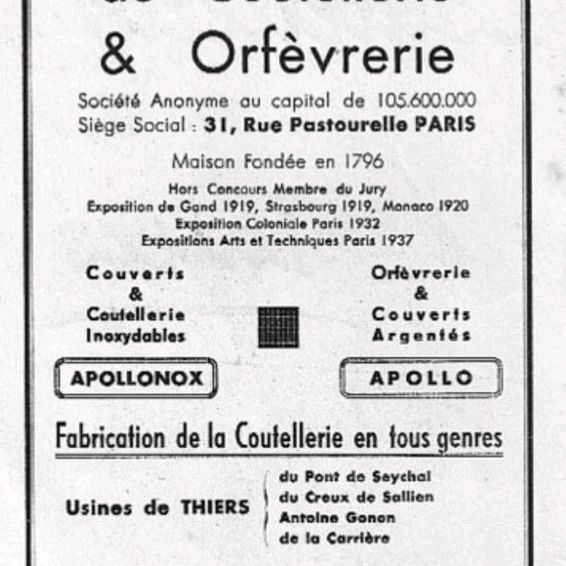 de Coutellerie
& Orfèvrerie
Société Anonyme au capital de 105.600.000
Siège Social : 31, Rue Pastourelle PARIS
Maison Fondée en 1796
Hors Concours Membre du Jury
Exposition de Gand 1919, Strasbourg 1919, Monaco 1920
Exposition Coloniale Paris 1932
Expositions Arts et Techniques Paris 1937
Couverts
&
Coutellerie
Inoxydables
APOLLONOX
Orfèvrerie
&
Couverts
Argentés
APOLLO
Fabrication de la Coutellerie en tous genres
Usines de THIERS
du Pont de Seychal
du Creux de Sallien
Antoine Gonon
de la Carrière